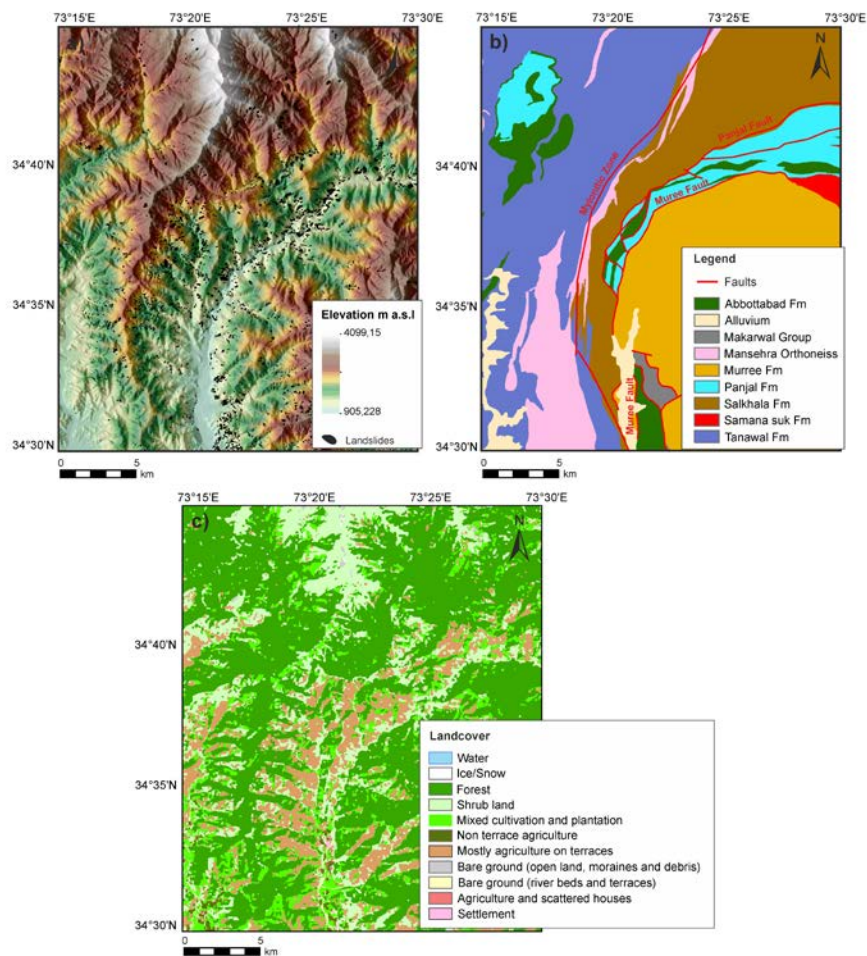 73°15'E 73°20'E 73°25'E 73°30'E
a)
N
34°40'N
34°35'N
34°30'N
Elevation m a.s.l
4099,15
905,228
Landslides
0 5
km
73°15'E 73°20'E 73°25'E 73°30'E
b)
N
34°40'N
34°35'N
34°30'N
Panjal Fault
Mylonitic Zone
Muree Fault
Muree Fault
Legend
Faults
Abbottabad Fm
Alluvium
Makarwal Group
Mansehra Orthoneiss
Murree Fm
Panjal Fm
Salkhala Fm
Samana suk Fm
Tanawal Fm
0 5
km
73°15'E 73°20'E 73°25'E 73°30'E
c)
N
34°40'N
34°35'N
34°30'N
Landcover
Water
Ice/Snow
Forest
Shrub land
Mixed cultivation and plantation
Non terrace agriculture
Mostly agriculture on terraces
Bare ground (open land, moraines and debris)
Bare ground (river beds and terraces)
Agriculture and scattered houses
Settlement
0 5
km